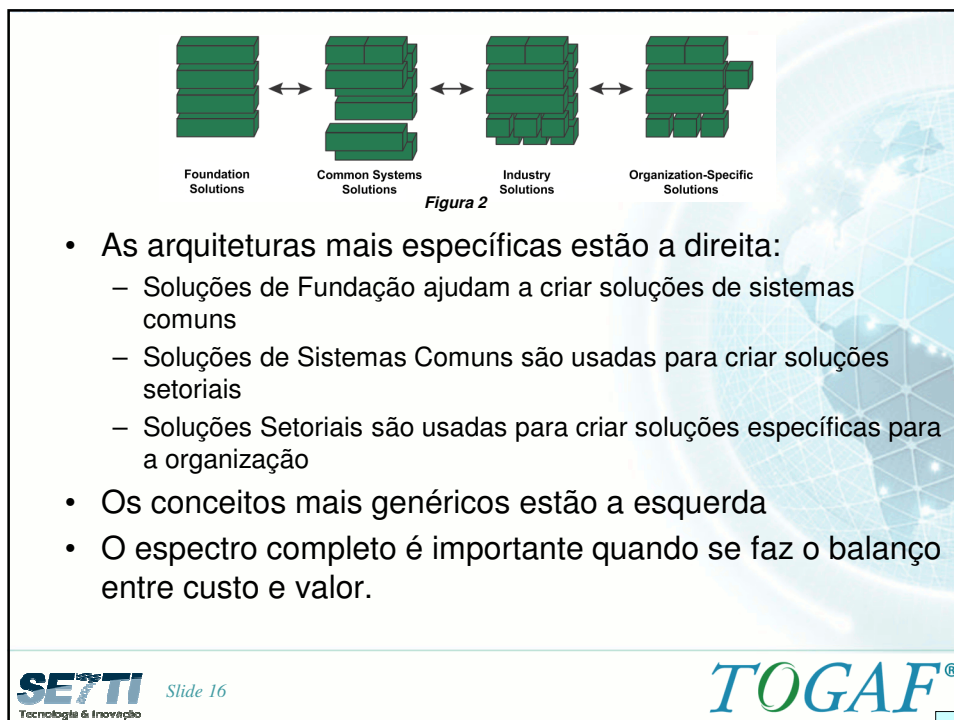 Foundation
Solutions
Common Systems
Solutions
Industry
Solutions
Organization-Specific
Solutions
Figura 2
• As arquiteturas mais específicas estão a direita:
– Soluções de Fundação ajudam a criar soluções de sistemas
comuns
– Soluções de Sistemas Comuns são usadas para criar soluções
setoriais
– Soluções Setoriais são usadas para criar soluções específicas para
a organização
• Os conceitos mais genéricos estão a esquerda
• O espectro completo é importante quando se faz o balanço
entre custo e valor.
SETTI
Tecnologia & Inovação
Slide 16
TOGAF®